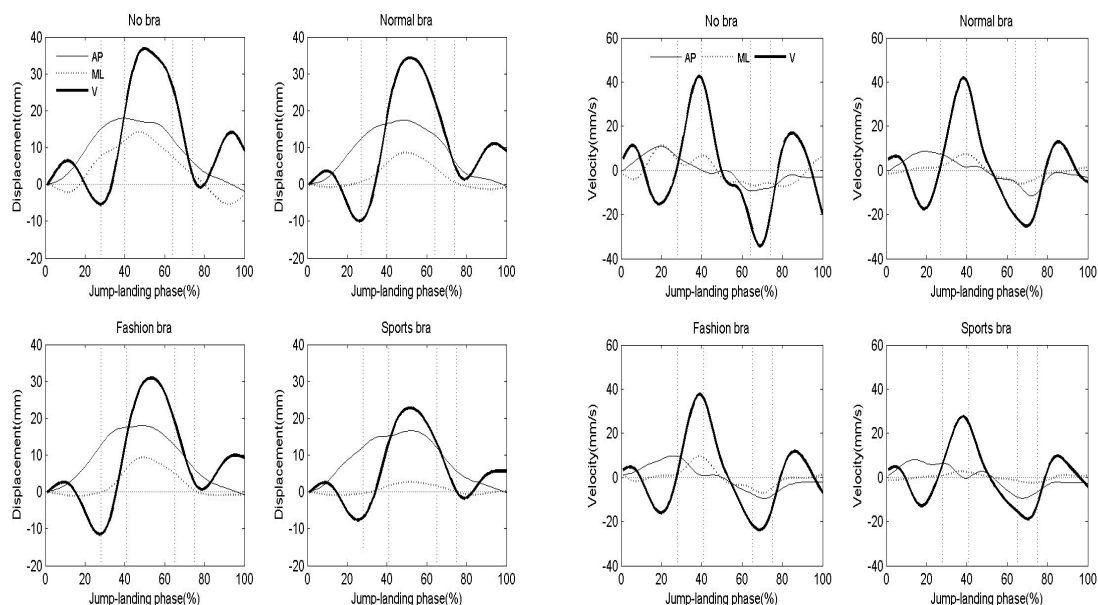 No bra
Normal bra
No bra
Normal bra
40
30
20
10
0
-10
-20
Displacement(mm)
AP
ML
V
0 20 40 60 80 100
Jump-landing phase(%)
40
30
20
10
0
-10
-20
Displacement(mm)
0 20 40 60 80 100
Jump-landing phase(%)
60
40
20
0
-20
-40
Velocity(mm/s)
AP ML V
0 20 40 60 80 100
Jump-landing phase(%)
60
40
20
0
-20
-40
Velocity(mm/s)
0 20 40 60 80 100
Jump-landing phase(%)
Fashion bra
Sports bra
Fashion bra
Sports bra
40
30
20
10
0
-10
-20
Displacement(mm)
0 20 40 60 80 100
Jump-landing phase(%)
40
30
20
10
0
-10
-20
Displacement(mm)
0 20 40 60 80 100
Jump-landing phase(%)
60
40
20
0
-20
-40
Velocity(mm/s)
0 20 40 60 80 100
Jump-landing phase(%)
60
40
20
0
-20
-40
Velocity(mm/s)
0 20 40 60 80 100
Jump-landing phase(%)